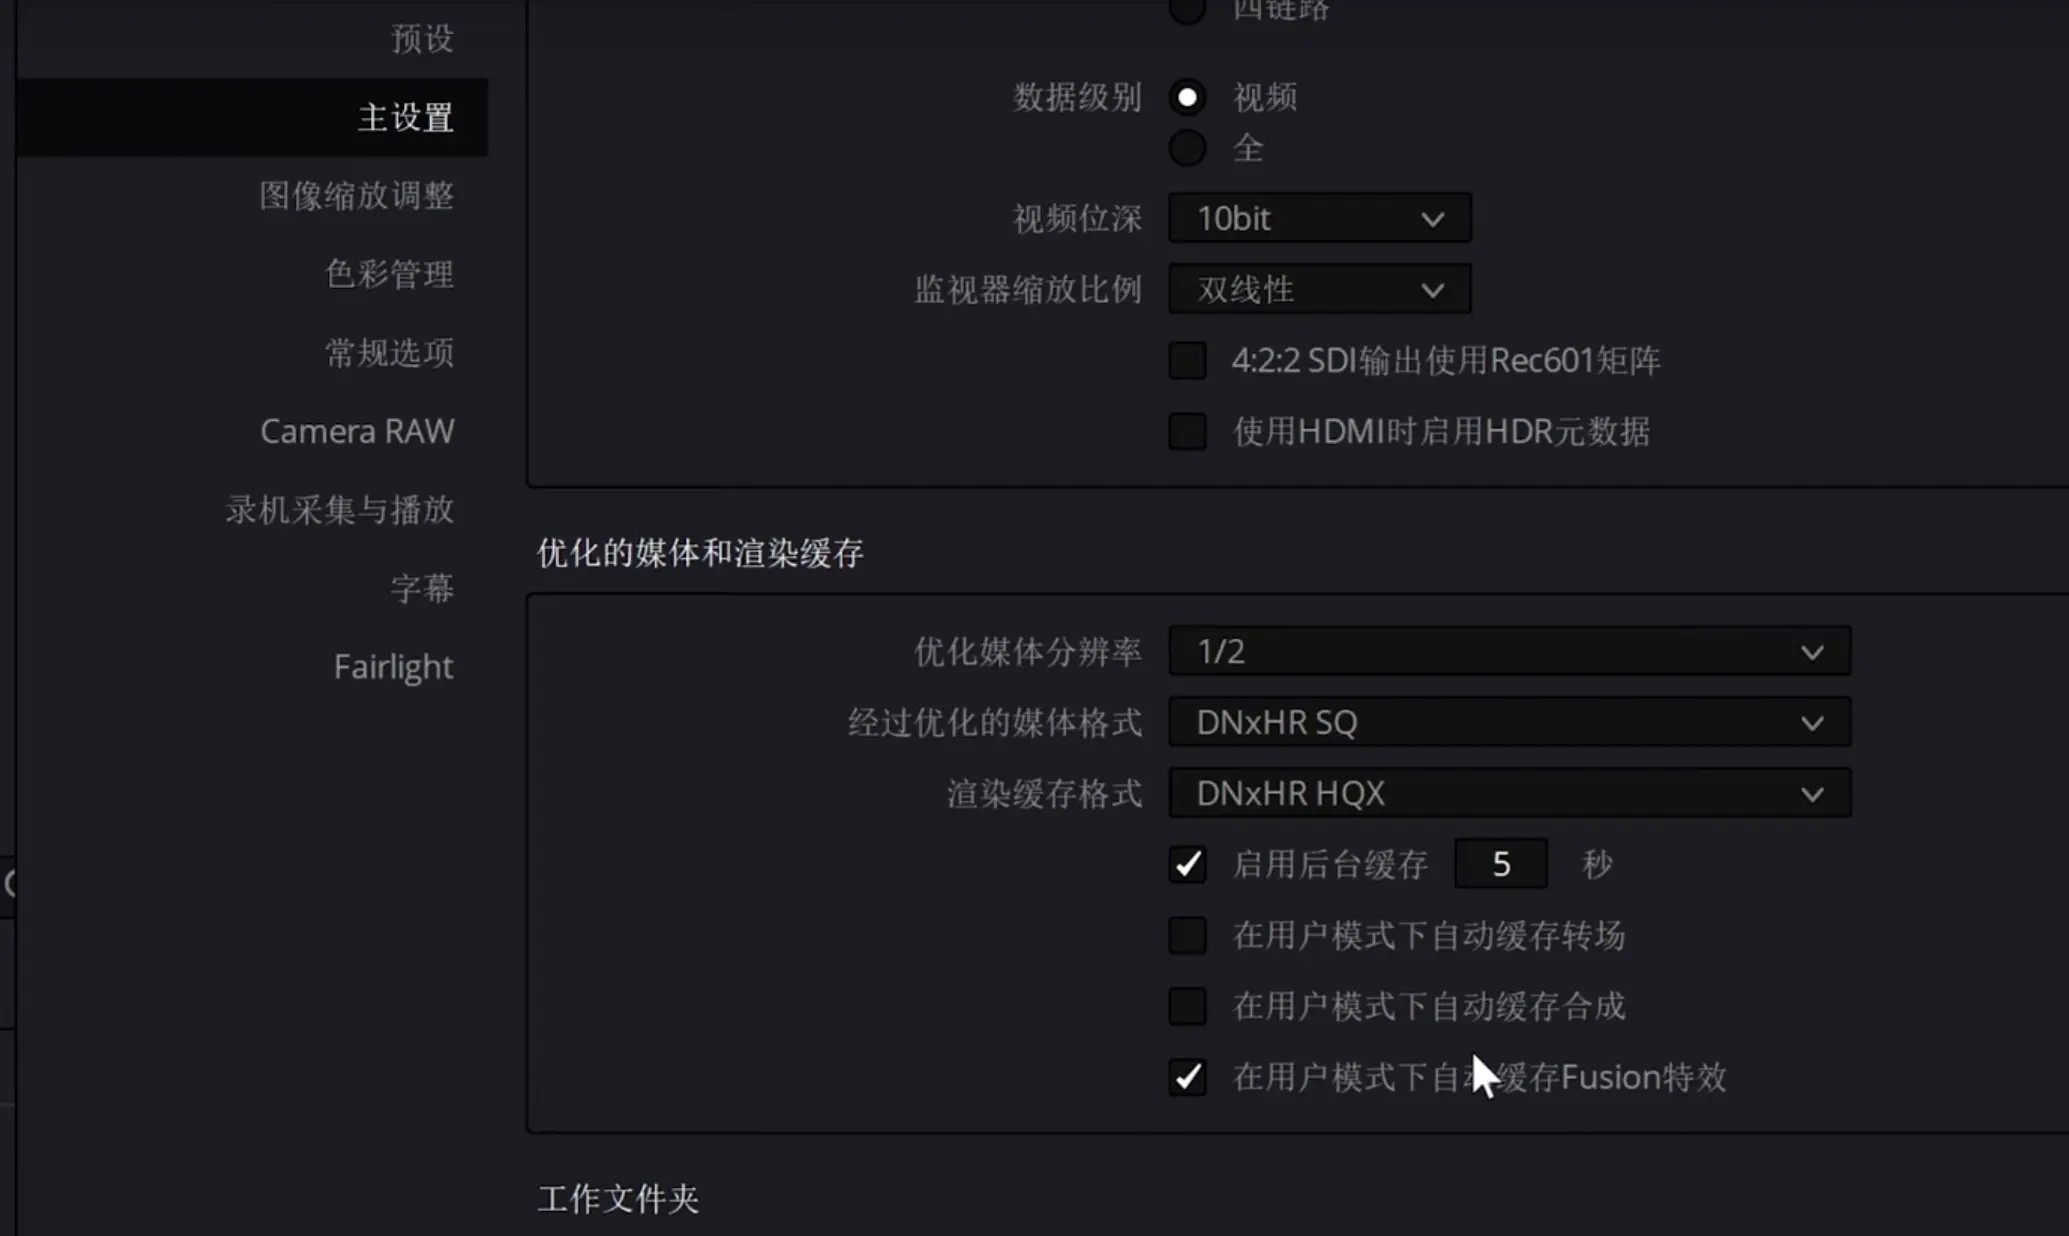 预设
主设置
图像缩放调整
色彩管理
常规选项
Camera RAW
录机采集与播放
字幕
Fairlight
四链路
数据级别 视频
全
视频位深 10bit
监视器缩放比例 双线性
4:2:2 SDI输出使用Rec601矩阵
使用HDMI时启用HDR元数据
优化的媒体和渲染缓存
优化媒体分辨率 1/2
经过优化的媒体格式 DNxHR SQ
渲染缓存格式 DNxHR HQX
启用后台缓存 5 秒
在用户模式下自动缓存转场
在用户模式下自动缓存合成
在用户模式下自动缓存Fusion特效
工作文件夹